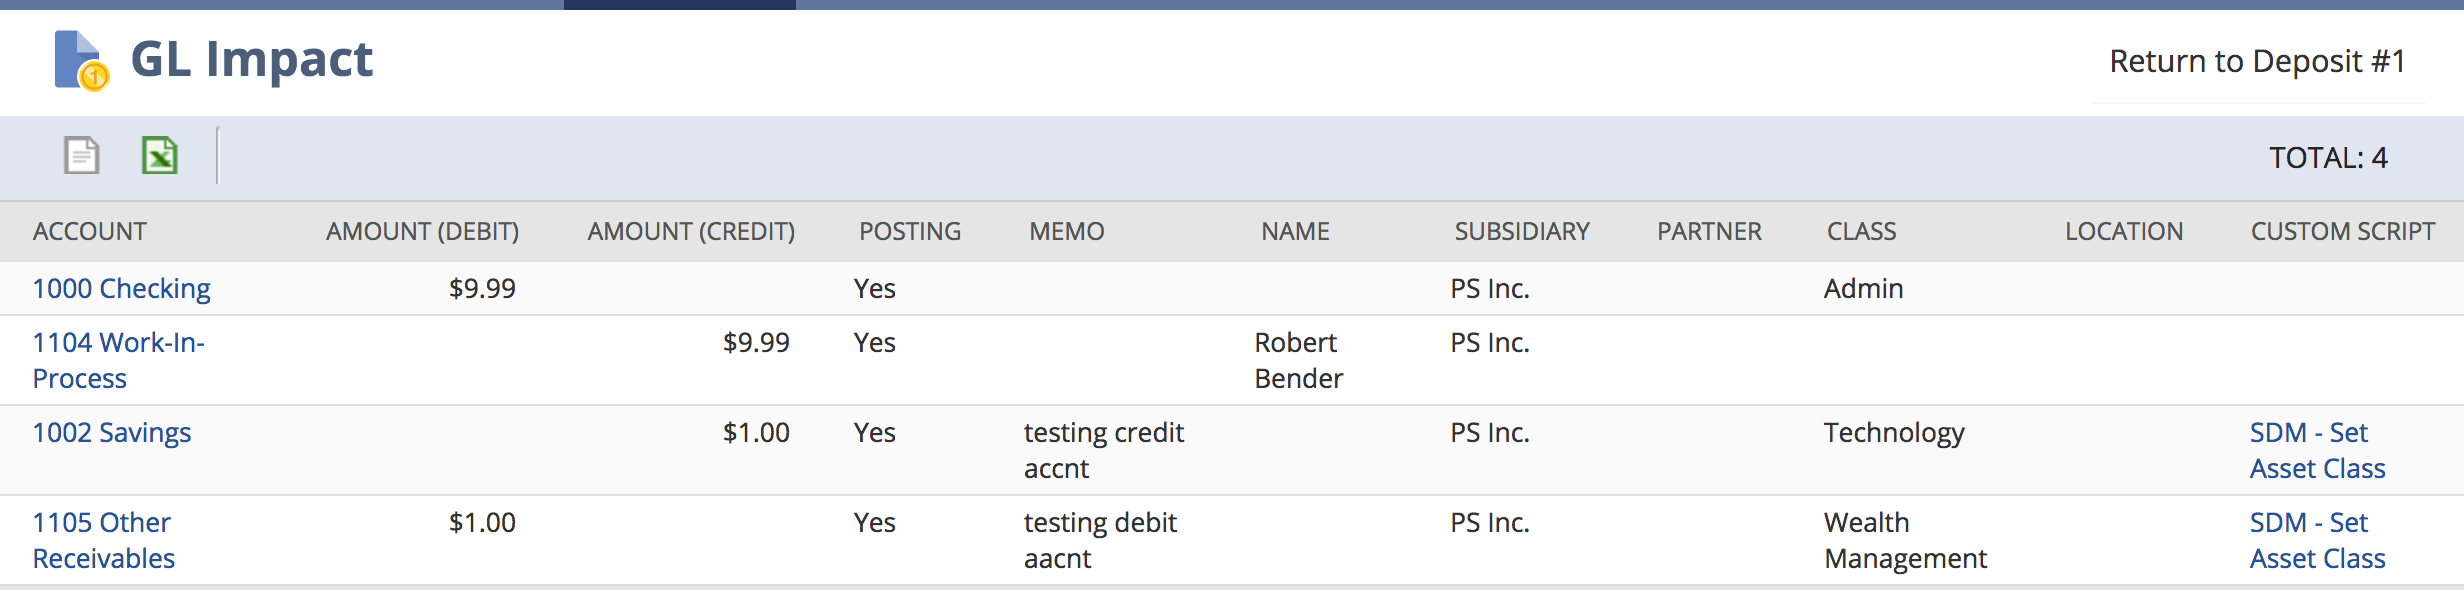 GL Impact
Return to Deposit #1
TOTAL: 4
ACCOUNT AMOUNT (DEBIT) AMOUNT (CREDIT) POSTING MEMO NAME SUBSIDIARY PARTNER CLASS LOCATION CUSTOM SCRIPT
1000 Checking $9.99 Yes PS Inc. Admin
1104 Work-In- $9.99 Yes Robert PS Inc.
Process Bender
1002 Savings $1.00 Yes testing credit PS Inc. Technology SDM - Set
accnt Asset Class
1105 Other $1.00 Yes testing debit PS Inc. Wealth SDM - Set
Receivables aacnt Management Asset Class